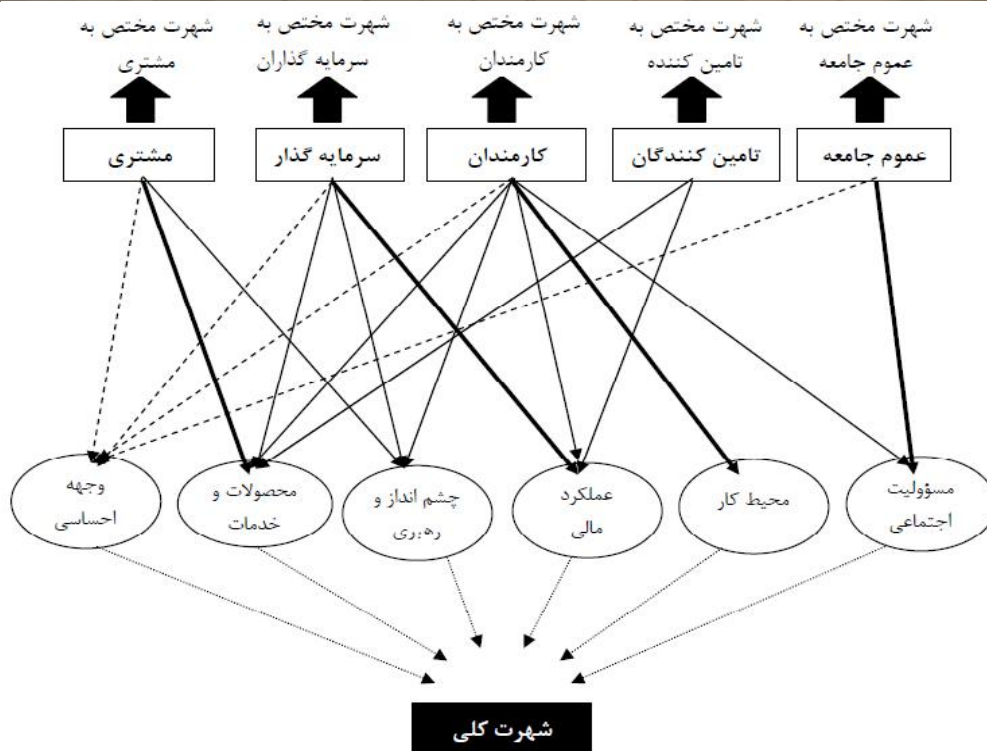 شهرت مختص به
عموم جامعه
شهرت مختص به
تامین کننده
شهرت مختص به
کارمندان
شهرت مختص به
سرمایه گذاران
شهرت مختص به
مشتری
عموم جامعه
تامین کنندگان
کارمندان
سرمایه گذار
مشتری
مسؤولیت
اجتماعی
محیط کار
عملکرد
مالی
چشم انداز و
رهبری
محصولات و
خدمات
وجهه
احساسی
شهرت کلی